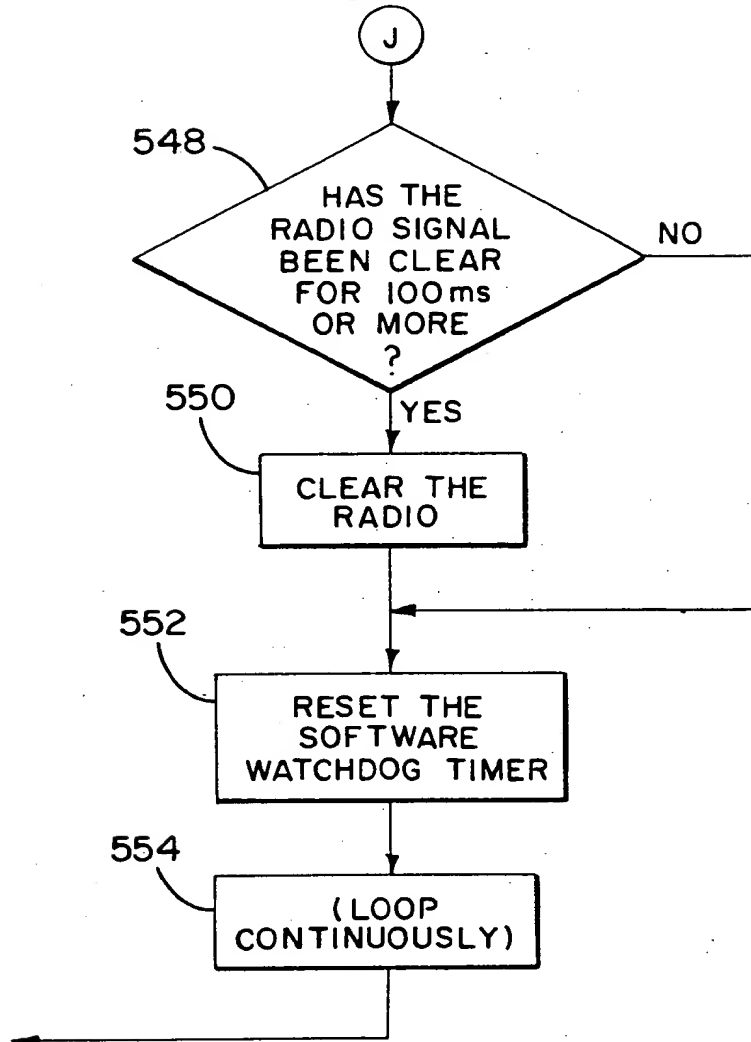 J
548
HAS THE
RADIO SIGNAL
BEEN CLEAR
FOR 100ms
OR MORE
?
NO
YES
550
CLEAR THE
RADIO
552
RESET THE
SOFTWARE
WATCHDOG TIMER
554
(LOOP
CONTINUOUSLY)